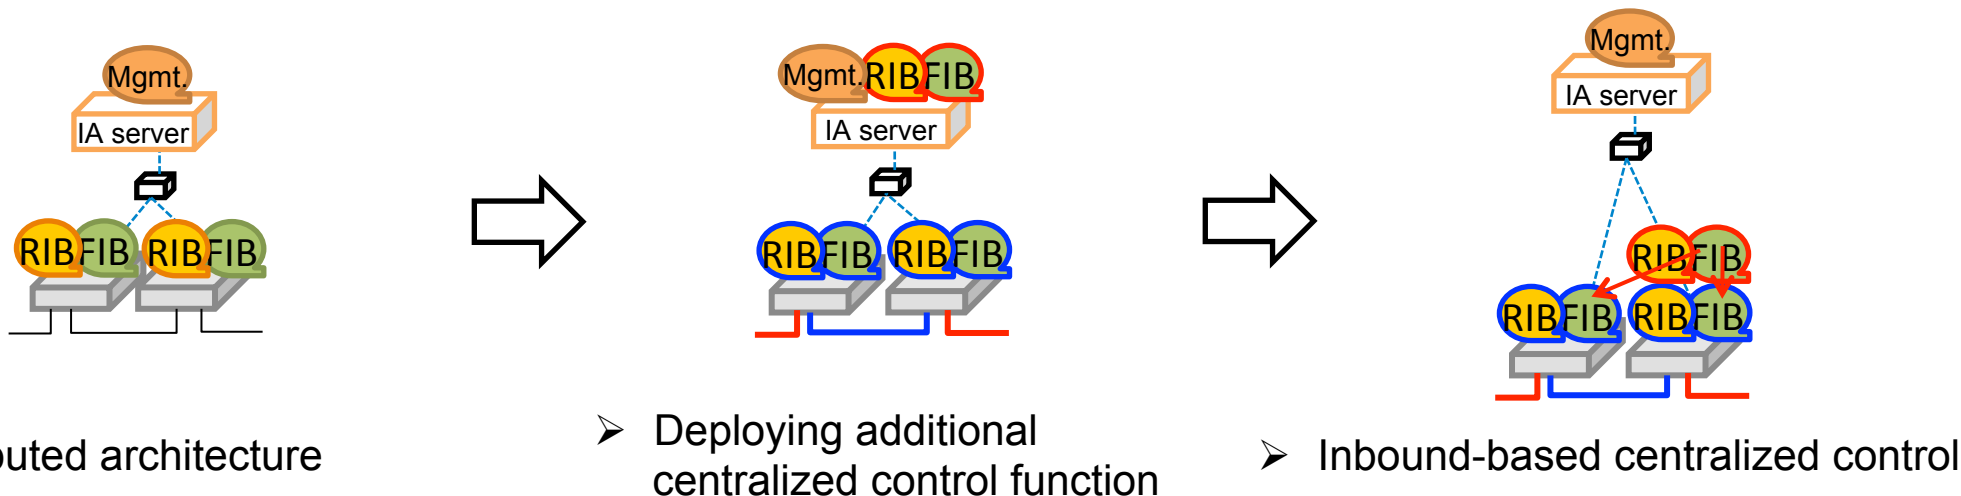 Mgmt.
IA server
RIB FIB RIB FIB
architecture
Mgmt. RIB FIB
IA server
RIB FIB RIB FIB
➢ Deploying additional
centralized control function
Mgmt.
IA server
RIB FIB
RIB FIB RIB FIB
➢ Inbound-based centralized control